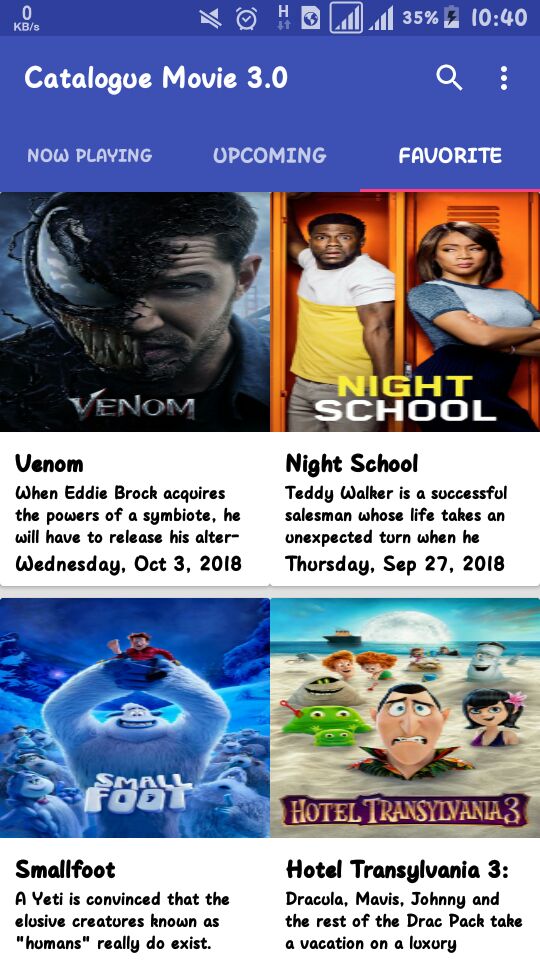 0
KB/s
H
35%
10:40
Catalogue Movie 3.0
NOW PLAYING
UPCOMING
FAVORITE
VENOM
NIGHT
SCHOOL
Venom
When Eddie Brock acquires
the powers of a symbiote, he
will have to release his alter-
Wednesday, Oct 3, 2018
Night School
Teddy Walker is a successful
salesman whose life takes an
unexpected turn when he
Thursday, Sep 27, 2018
SMALL
FOOT
HOTEL TRANSYLVANIA 3
Smallfoot
A Yeti is convinced that the
elusive creatures known as
"humans" really do exist.
Hotel Transylvania 3:
Dracula, Mavis, Johnny and
the rest of the Drac Pack take
a vacation on a luxury